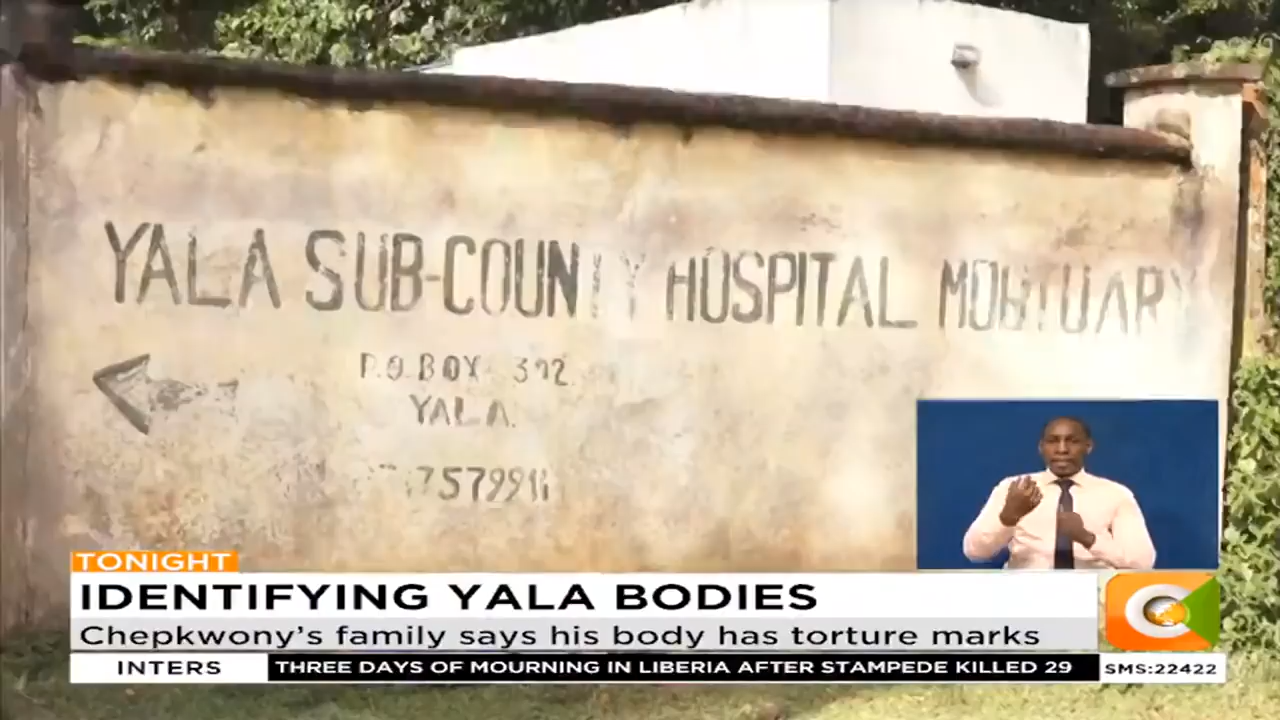 YALA SUB-COUNTY HOSPITAL MORTUARY
P.O. BOX 392
YALA
TONIGHT
IDENTIFYING YALA BODIES
Chepkwony's family says his body has torture marks
INTERS
THREE DAYS OF MOURNING IN LIBERIA AFTER STAMPEDE KILLED 29
SMS:22422